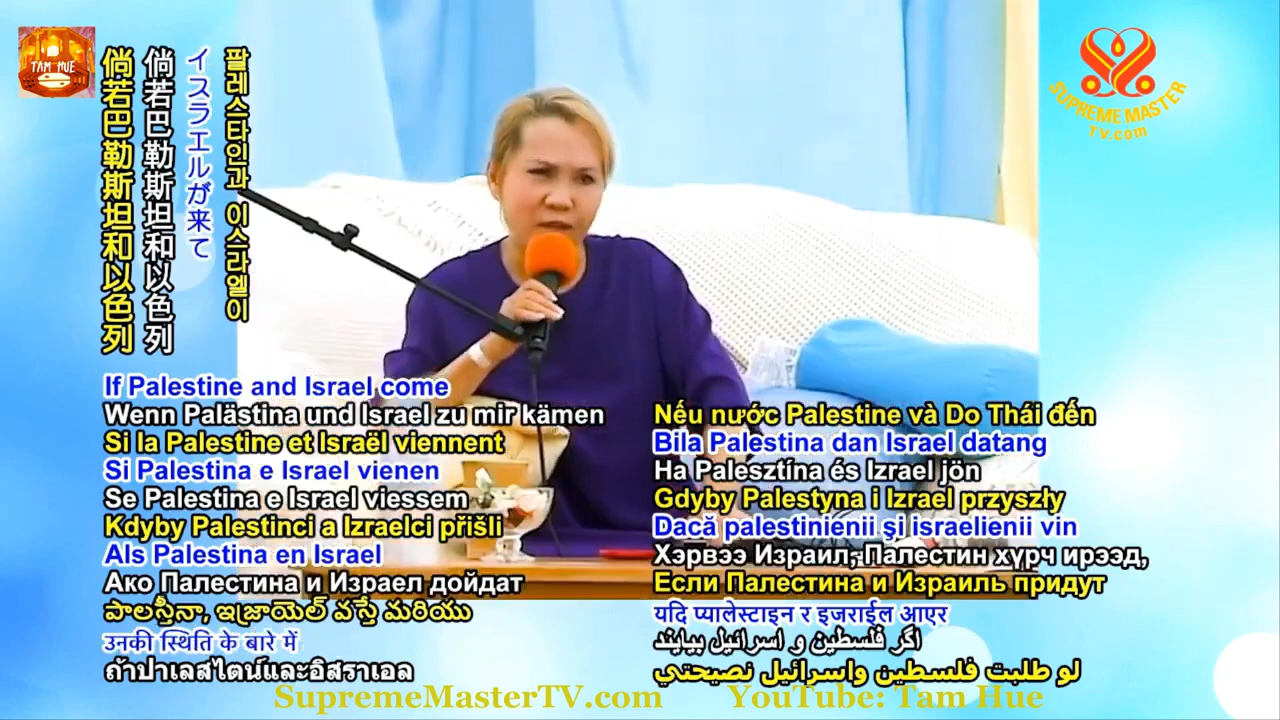 TAM HUE
SUPREME MASTER
TV.com
팔레스타인과 이스라엘이
イスラエルが来て
倘若巴勒斯坦和以色列
倘若巴勒斯坦和以色列
If Palestine and Israel come
Wenn Palästina und Israel zu mir kämen
Si la Palestine et Israël viennent
Si Palestina e Israel vienen
Se Palestina e Israel viessem
Kdyby Palestinci a Izraelci přišli
Als Palestina en Israel
Ако Палестина и Израел дойдат
పాలస్తీనా, ఇజ్రాయెల్ వస్తే మరియు
उनकी स्थिति के बारे में
ถ้าปาเลสไตน์และอิสราเอล
Nếu nước Palestine và Do Thái đến
Bila Palestina dan Israel datang
Ha Palesztína és Izrael jön
Gdyby Palestyna i Izrael przyszły
Dacă palestinienii şi israelienii vin
Хэрвээ Израил, Палестин хүрч ирээд,
Если Палестина и Израиль придут
यदि प्यालेस्टाइन र इजराईल आएर
اگر فلسطین و اسرائیل بیایند
لو طلبت فلسطين واسرائيل نصيحتي
SupremeMasterTV.com
YouTube: Tam Hue